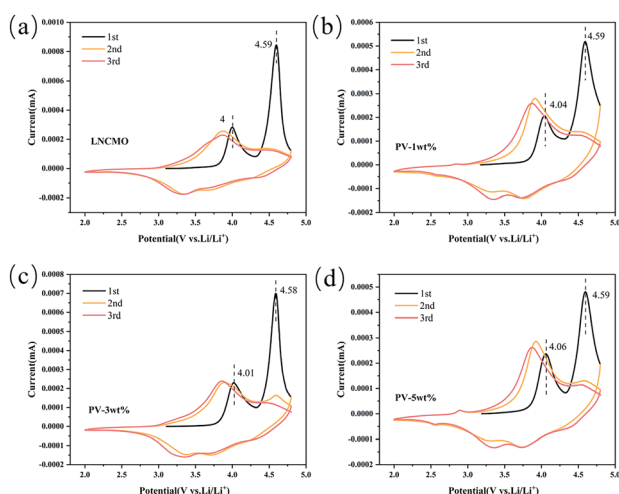 (a)
0.0010
0.0008
0.0006
0.0004
0.0002
0.0000
-0.0002
Current(mA)
1st
2nd
3rd
4.59
4
LNCMO
2.0 2.5 3.0 3.5 4.0 4.5 5.0
Potential(V vs.Li/Li⁺)
(b)
0.0006
0.0005
0.0004
0.0003
0.0002
0.0001
0.0000
-0.0001
-0.0002
Current(mA)
1st
2nd
3rd
4.59
4.04
PV-1wt%
2.0 2.5 3.0 3.5 4.0 4.5 5.0
Potential(V vs.Li/Li⁺)
(c)
0.0008
0.0007
0.0006
0.0005
0.0004
0.0003
0.0002
0.0001
0.0000
-0.0001
-0.0002
Current(mA)
1st
2nd
3rd
4.58
4.01
PV-3wt%
2.0 2.5 3.0 3.5 4.0 4.5 5.0
Potential(V vs.Li/Li⁺)
(d)
0.0005
0.0004
0.0003
0.0002
0.0001
0.0000
-0.0001
-0.0002
Current(mA)
1st
2nd
3rd
4.59
4.06
PV-5wt%
2.0 2.5 3.0 3.5 4.0 4.5 5.0
Potential(V vs.Li/Li⁺)